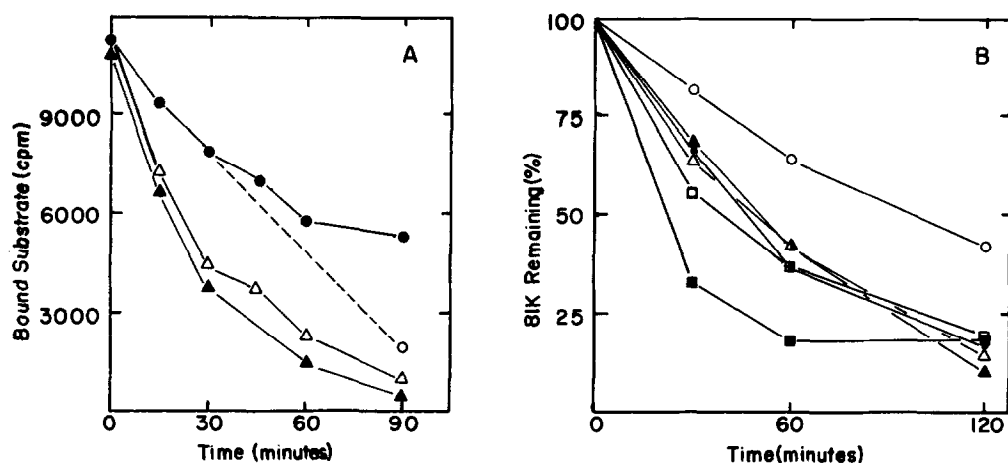 A
Bound Substrate (cpm)
9000
6000
3000
0
30
60
90
Time (minutes)
B
81K Remaining (%)
100
75
50
25
0
60
120
Time(minutes)